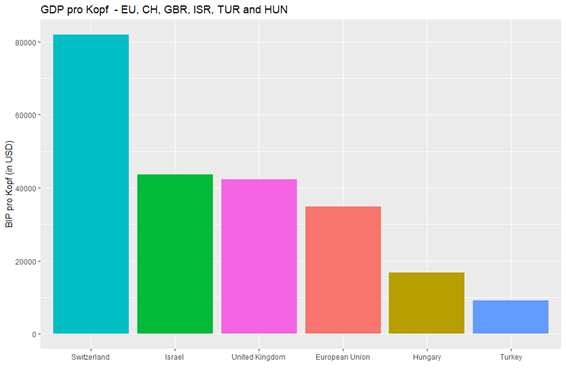 GDP pro Kopf  - EU, CH, GBR, ISR, TUR and HUN
BIP pro Kopf (in USD)
80000
60000
40000
20000
0
Switzerland
Israel
United Kingdom
European Union
Hungary
Turkey